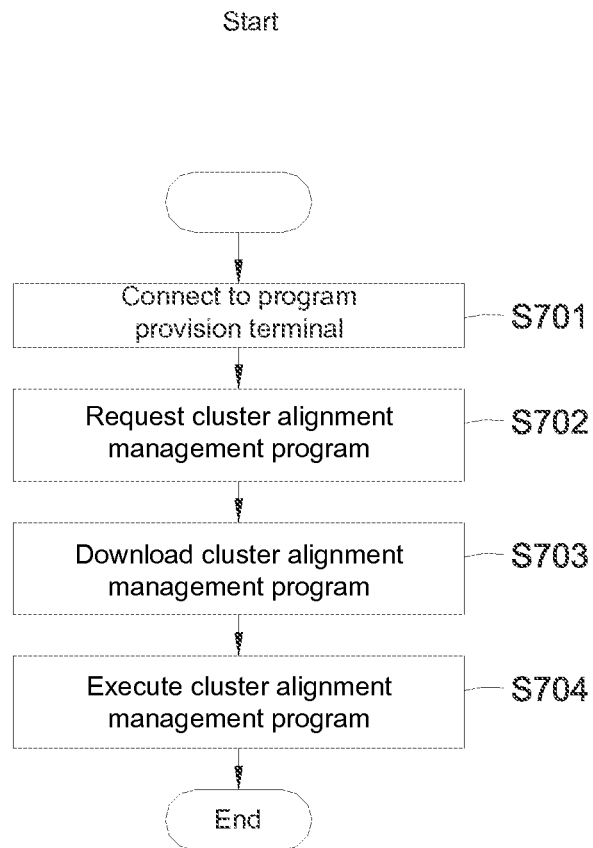 Start
Connect to program
provision terminal
S701
Request cluster alignment
management program
S702
Download cluster alignment
management program
S703
Execute cluster alignment
management program
S704
End